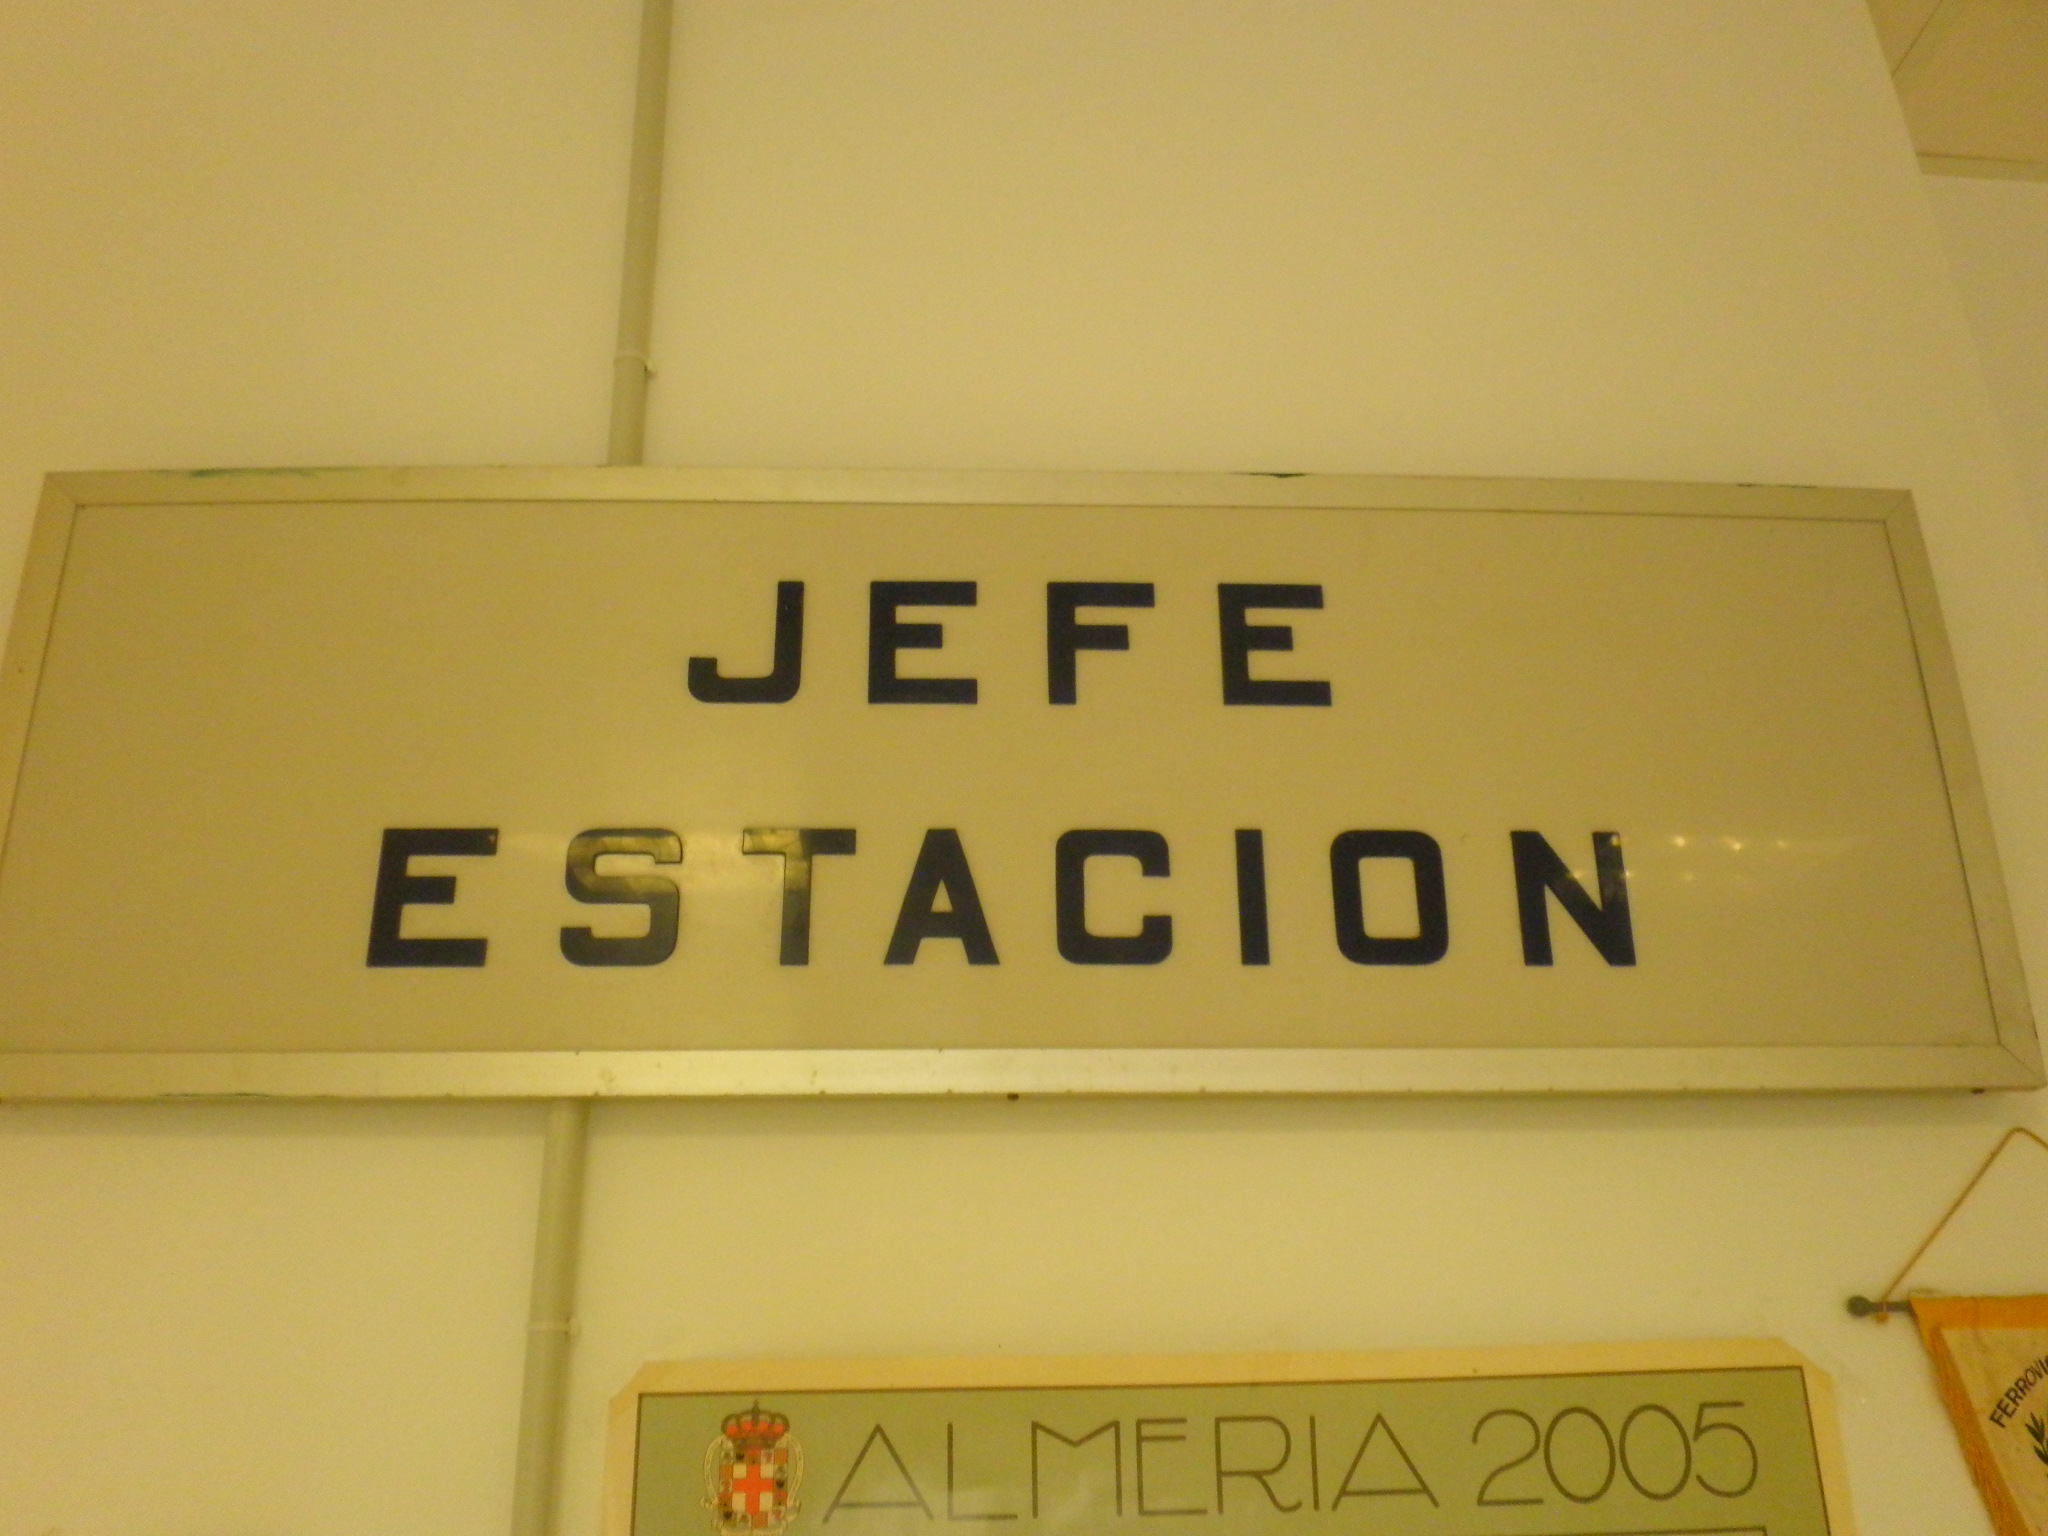 JEFE
ESTACION
ALMERIA 2005